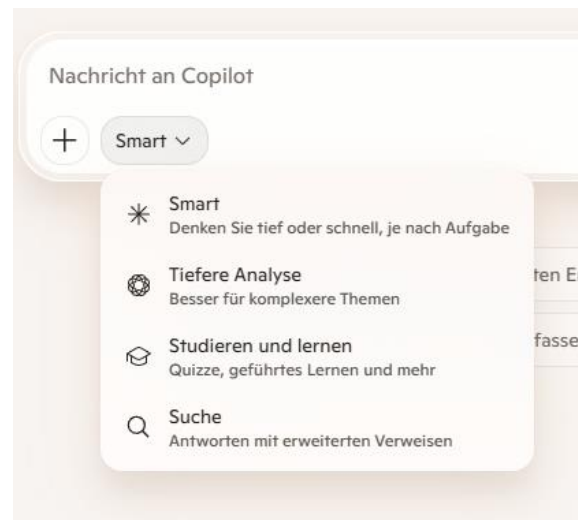 Nachricht an Copilot
Smart
Smart
Denken Sie tief oder schnell, je nach Aufgabe
Tiefere Analyse
Besser für komplexere Themen
Studieren und lernen
Quizze, geführtes Lernen und mehr
Suche
Antworten mit erweiterten Verweisen